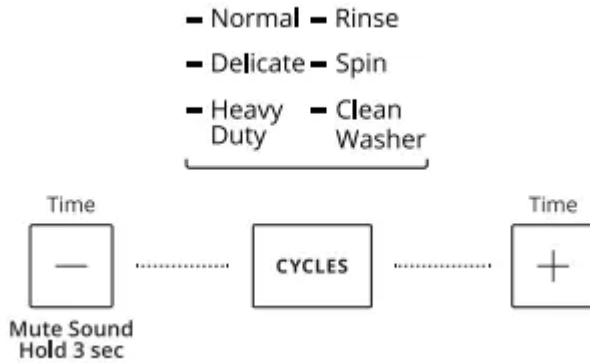 Normal Rinse
Delicate Spin
Heavy Duty
Clean Washer
Time
Time
−
CYCLES
+
Mute Sound
Hold 3 sec